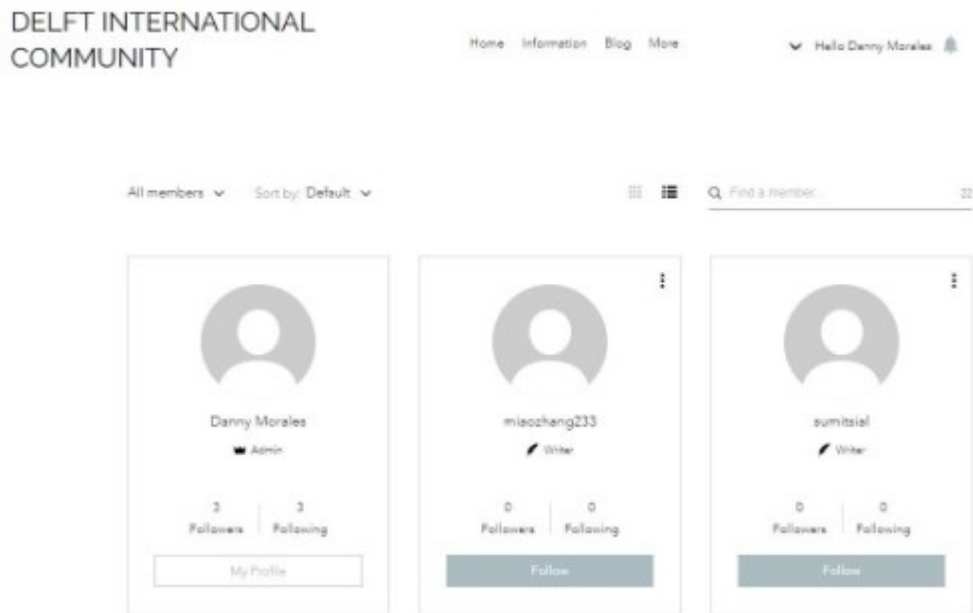 DELFT INTERNATIONAL
COMMUNITY
Home Information Blog More
Hello Danny Morales
All members Sort by: Default
Find a member... 22
Danny Morales
Admin
3 3
Followers Following
My Profile
miaozhang233
Writer
0 0
Followers Following
Follow
sumitsial
Writer
0 0
Followers Following
Follow